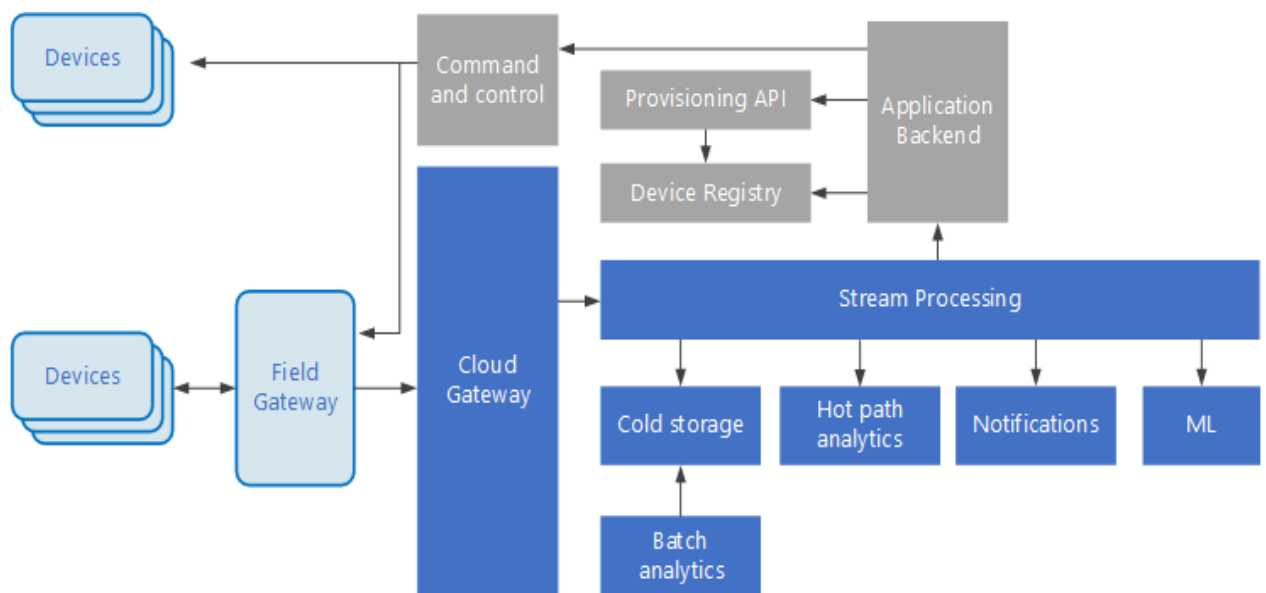 Devices
Command
and control
Provisioning API
Application
Backend
Device Registry
Stream Processing
Devices
Field
Gateway
Cloud
Gateway
Cold storage
Hot path
analytics
Notifications
ML
Batch
analytics